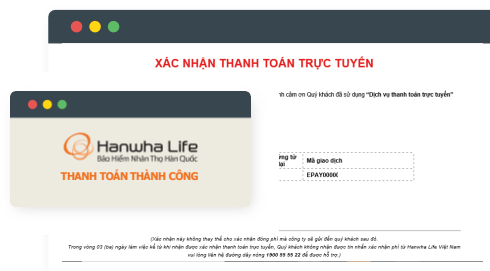 XÁC NHẬN THANH TOÁN TRỰC TUYẾN
cảm ơn Quý khách đã sử dụng "Dịch vụ thanh toán trực tuyến"
Hanwha Life
Bảo Hiểm Nhân Thọ Hàn Quốc
THANH TOÁN THÀNH CÔNG
từ
Mã giao dịch
EPAY0000
(Xác nhận này không thay thế cho xác nhận đóng phí mà công ty sẽ gửi đến quý khách sau đó.
Trong vòng 03 (ba) ngày làm việc kể từ khi nhận được xác nhận thanh toán trực tuyến, Quý khách không nhận được tin nhắn xác nhận phí từ Hanwha Life Việt Nam
vui lòng liên hệ đường dây nóng 1900 55 55 22 để được hỗ trợ.)